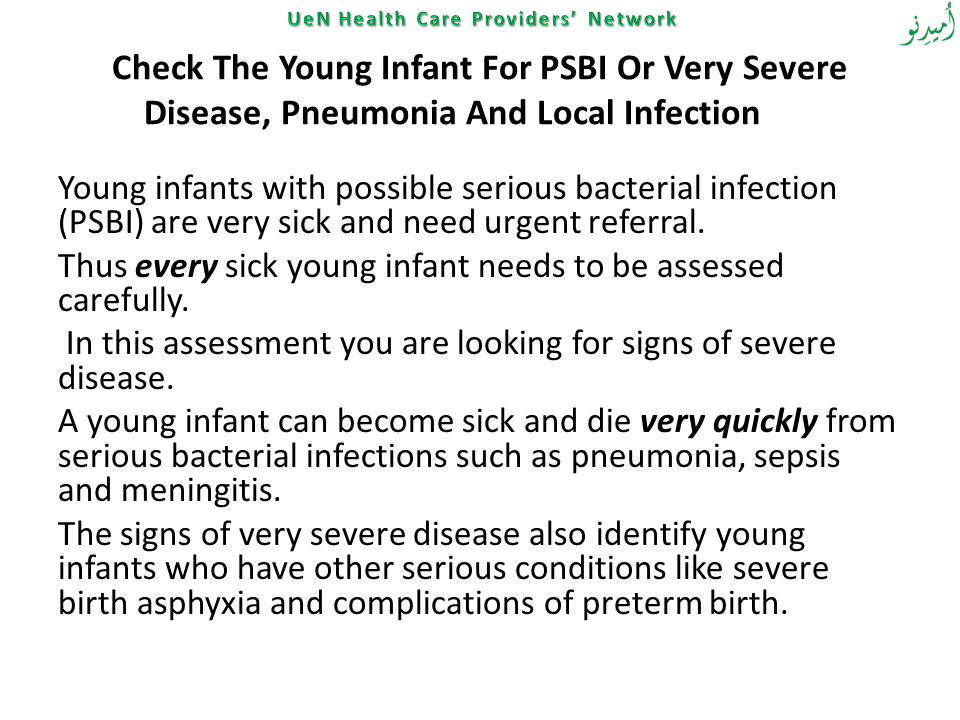 UeN Health Care Providers’ Network
اُمیدِنو
Check The Young Infant For PSBI Or Very Severe
Disease, Pneumonia And Local Infection
Young infants with possible serious bacterial infection
(PSBI) are very sick and need urgent referral.
Thus every sick young infant needs to be assessed
carefully.
In this assessment you are looking for signs of severe
disease.
A young infant can become sick and die very quickly from
serious bacterial infections such as pneumonia, sepsis
and meningitis.
The signs of very severe disease also identify young
infants who have other serious conditions like severe
birth asphyxia and complications of preterm birth.